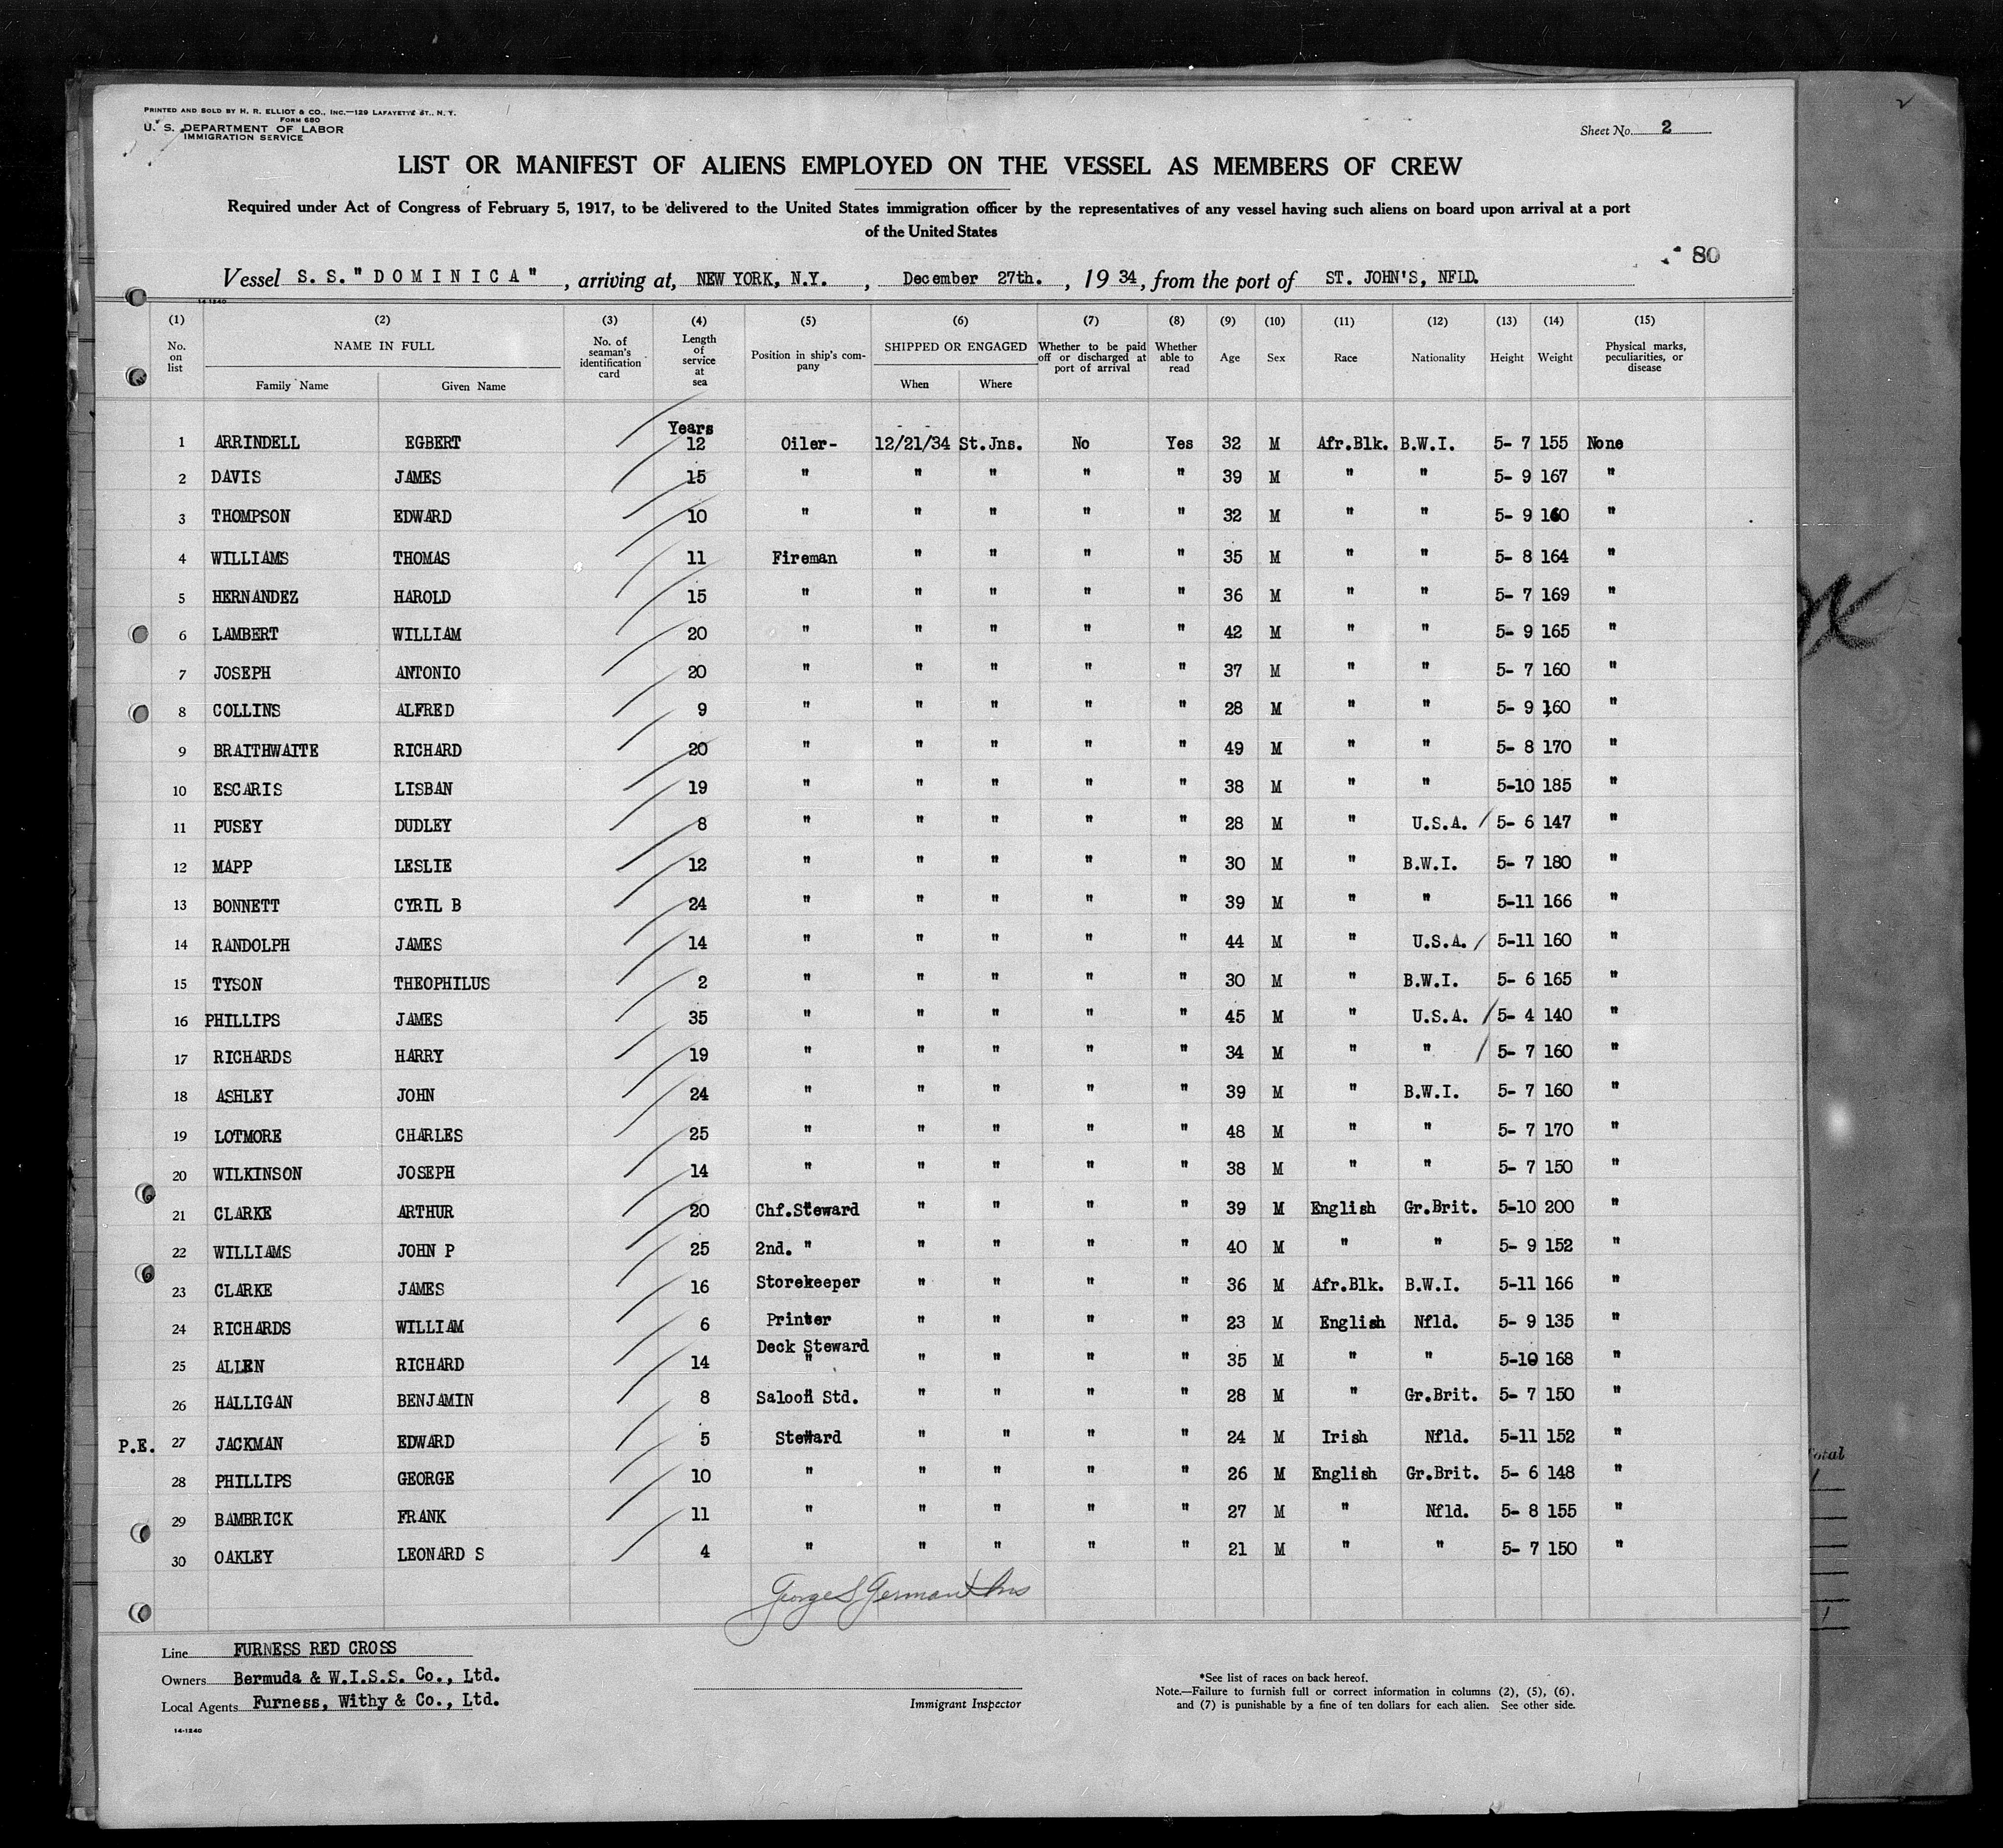 PRINTED AND SOLD BY H. R. ELLIOT & CO., INC.—129 LAFAYETTE ST., N. Y.
FORM 680
U. S. DEPARTMENT OF LABOR
IMMIGRATION SERVICE
Sheet No. 2
LIST OR MANIFEST OF ALIENS EMPLOYED ON THE VESSEL AS MEMBERS OF CREW
Required under Act of Congress of February 5, 1917, to be delivered to the United States immigration officer by the representatives of any vessel having such aliens on board upon arrival at a port
of the United States
80
Vessel S. S. "DOMINICA", arriving at, NEW YORK, N.Y., December 27th., 1934, from the port of ST. JOHN'S, NFLD.
14-1240
(1) (2) (3) (4) (5) (6) (7) (8) (9) (10) (11) (12) (13) (14) (15)
No. on list NAME IN FULL Family Name Given Name No. of seaman's identification card Length of service at sea Position in ship's company SHIPPED OR ENGAGED When Where Whether to be paid off or discharged at port of arrival Whether able to read Age Sex Race Nationality Height Weight Physical marks, peculiarities, or disease
Years
1 ARRINDELL EGBERT 12 Oiler- 12/21/34 St.Jns. No Yes 32 M Afr.Blk. B.W.I. 5- 7 155 None
2 DAVIS JAMES 15 " " " " " 39 M " " 5- 9 167 "
3 THOMPSON EDWARD 10 " " " " " 32 M " " 5- 9 160 "
4 WILLIAMS THOMAS 11 Fireman " " " " 35 M " " 5- 8 164 "
5 HERNANDEZ HAROLD 15 " " " " " 36 M " " 5- 7 169 "
6 LAMBERT WILLIAM 20 " " " " " 42 M " " 5- 9 165 "
7 JOSEPH ANTONIO 20 " " " " " 37 M " " 5- 7 160 "
8 COLLINS ALFRED 9 " " " " " 28 M " " 5- 9 160 "
9 BRAITHWAITE RICHARD 20 " " " " " 49 M " " 5- 8 170 "
10 ESCARIS LISBAN 19 " " " " " 38 M " " 5-10 185 "
11 PUSEY DUDLEY 8 " " " " " 28 M " U.S.A. 5- 6 147 "
12 MAPP LESLIE 12 " " " " " 30 M " B.W.I. 5- 7 180 "
13 BONNETT CYRIL B 24 " " " " " 39 M " " 5-11 166 "
14 RANDOLPH JAMES 14 " " " " " 44 M " U.S.A. 5-11 160 "
15 TYSON THEOPHILUS 2 " " " " " 30 M " B.W.I. 5- 6 165 "
16 PHILLIPS JAMES 35 " " " " " 45 M " U.S.A. 5- 4 140 "
17 RICHARDS HARRY 19 " " " " " 34 M " " 5- 7 160 "
18 ASHLEY JOHN 24 " " " " " 39 M " B.W.I. 5- 7 160 "
19 LOTMORE CHARLES 25 " " " " " 48 M " " 5- 7 170 "
20 WILKINSON JOSEPH 14 " " " " " 38 M " " 5- 7 150 "
21 CLARKE ARTHUR 20 Chf.Steward " " " " 39 M English Gr.Brit. 5-10 200 "
22 WILLIAMS JOHN P 25 2nd. " " " " " 40 M " " 5- 9 152 "
23 CLARKE JAMES 16 Storekeeper " " " " 36 M Afr.Blk. B.W.I. 5-11 166 "
24 RICHARDS WILLIAM 6 Printer " " " " 23 M English Nfld. 5- 9 135 "
25 ALLEN RICHARD 14 Deck Steward " " " " 35 M " " 5-10 168 "
26 HALLIGAN BENJAMIN 8 Saloon Std. " " " " 28 M " Gr.Brit. 5- 7 150 "
P.E. 27 JACKMAN EDWARD 5 Steward " " " " 24 M Irish Nfld. 5-11 152 "
28 PHILLIPS GEORGE 10 " " " " " 26 M English Gr.Brit. 5- 6 148 "
29 BAMBRICK FRANK 11 " " " " " 27 M " Nfld. 5- 8 155 "
30 OAKLEY LEONARD S 4 " " " " " 21 M " " 5- 7 150 "
George S German
Line FURNESS RED CROSS
Owners Bermuda & W.I.S.S. Co., Ltd.
Local Agents Furness, Withy & Co., Ltd.
14-1240
Immigrant Inspector
*See list of races on back hereof.
Note.—Failure to furnish full or correct information in columns (2), (5), (6),
and (7) is punishable by a fine of ten dollars for each alien. See other side.